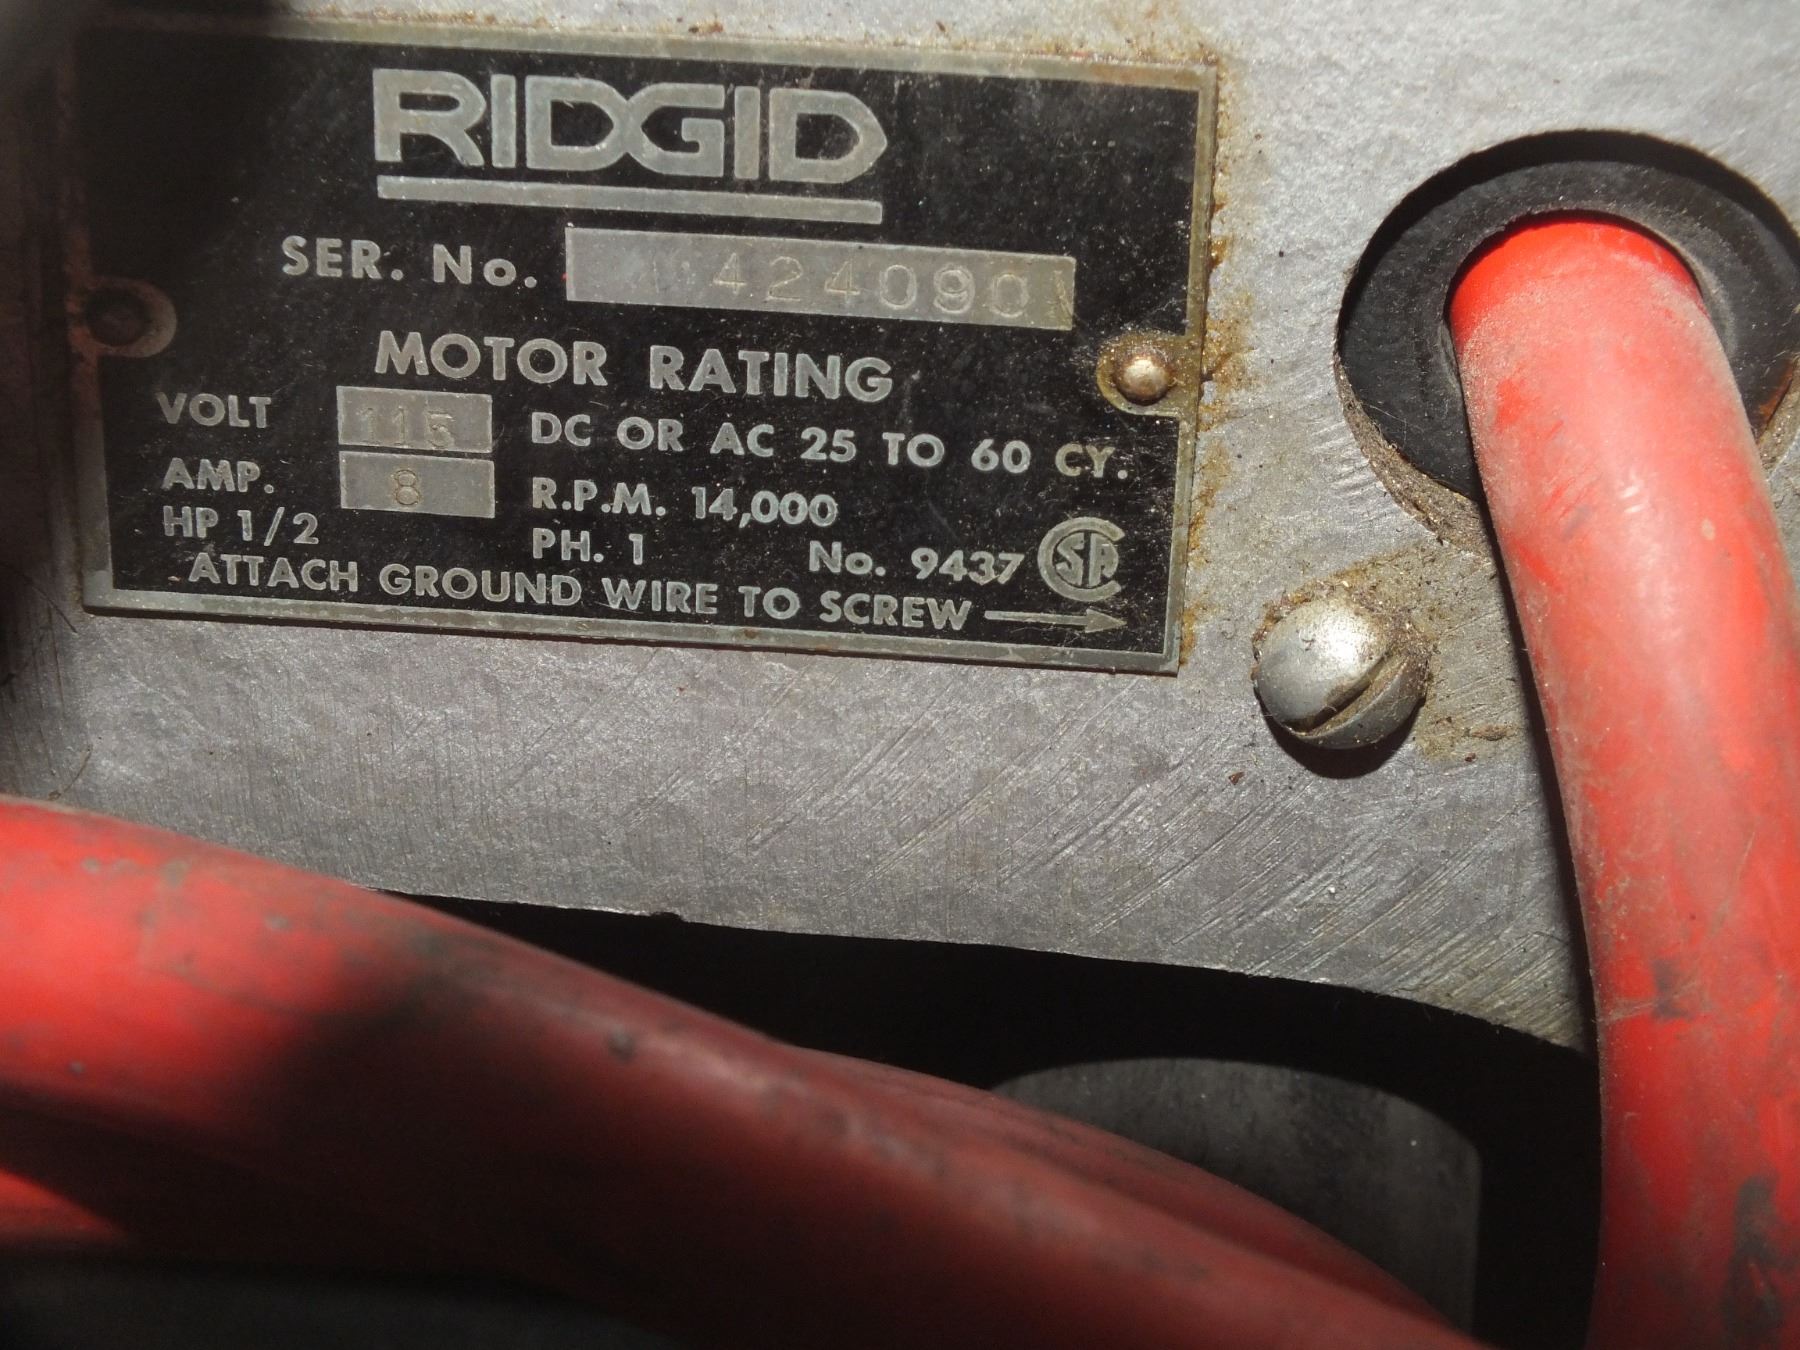 RIDGID
SER. No. 424090
MOTOR RATING
VOLT 115 DC OR AC 25 TO 60 CY.
AMP. 8 R.P.M. 14,000
HP 1/2 PH. 1 No. 9437 SA
ATTACH GROUND WIRE TO SCREW